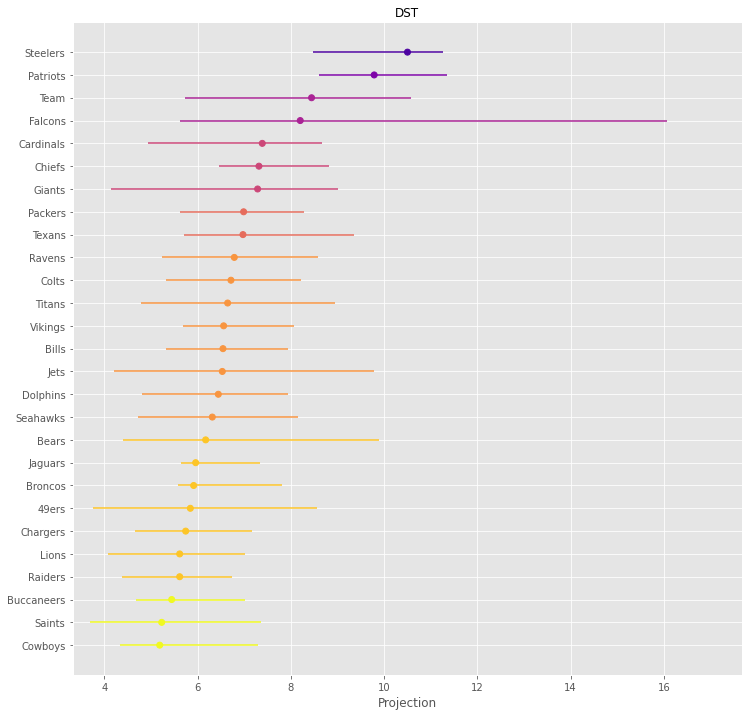 DST
Steelers
Patriots
Team
Falcons
Cardinals
Chiefs
Giants
Packers
Texans
Ravens
Colts
Titans
Vikings
Bills
Jets
Dolphins
Seahawks
Bears
Jaguars
Broncos
49ers
Chargers
Lions
Raiders
Buccaneers
Saints
Cowboys
4 6 8 10 12 14 16
Projection